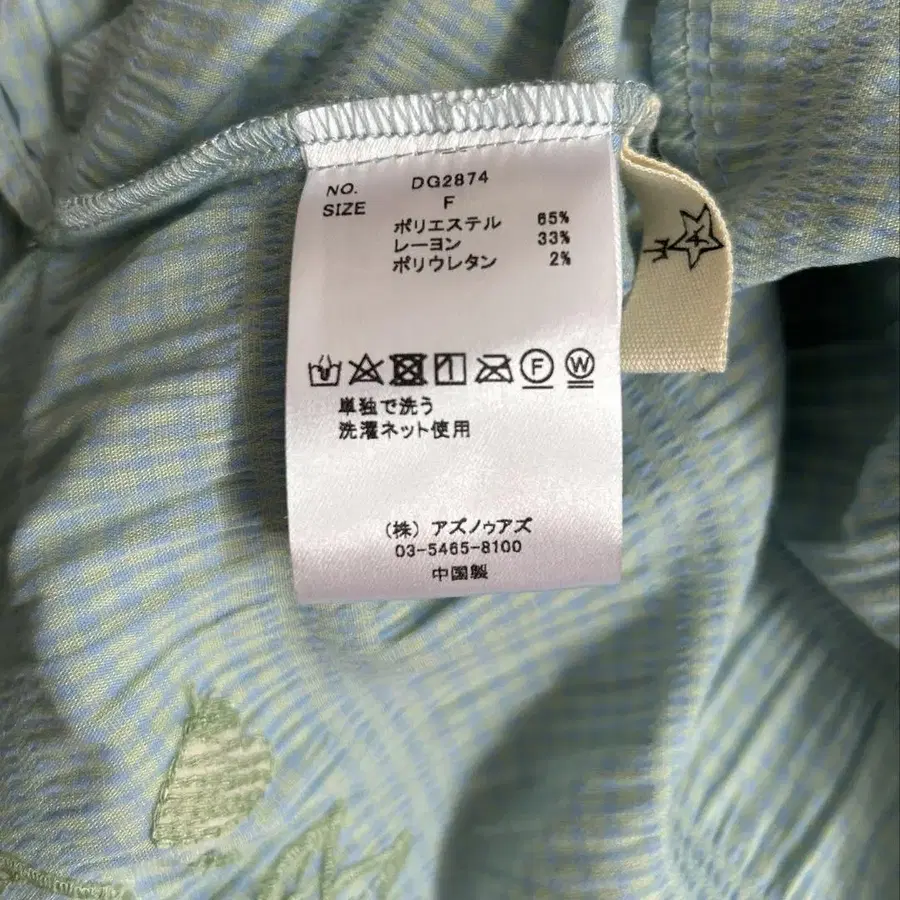 NO. DG2874
SIZE F
ポリエステル 65%
レーヨン 33%
ポリウレタン 2%
F W
単独で洗う
洗濯ネット使用
(株) アズノゥアズ
03-5465-8100
中国製